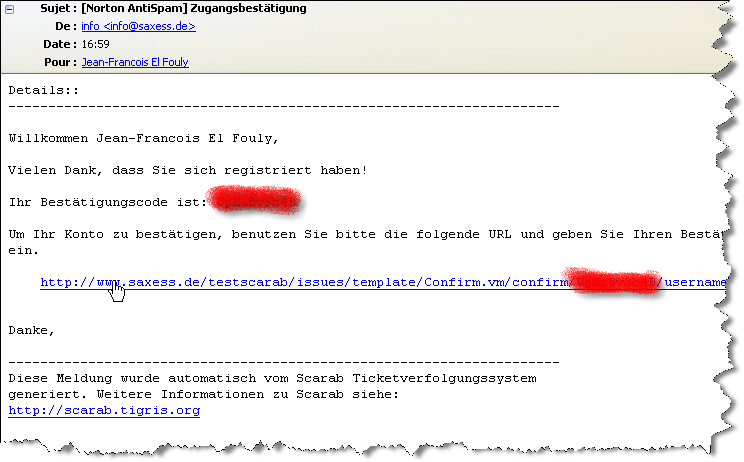 Sujet : [Norton AntiSpam] Zugangsbestätigung
De : info <info@saxess.de>
Date : 16:59
Pour : Jean-Francois El Fouly
Details::
--------------------------------------------------------------------
Willkommen Jean-Francois El Fouly,
Vielen Dank, dass Sie sich registriert haben!
Ihr Bestätigungscode ist:
Um Ihr Konto zu bestätigen, benutzen Sie bitte die folgende URL und geben Sie Ihren Bestä
ein.
http://www.saxess.de/testscarab/issues/template/Confirm.vm/confirm/ /username
Danke,
--------------------------------------------------------------------
Diese Meldung wurde automatisch vom Scarab Ticketverfolgungssystem
generiert. Weitere Informationen zu Scarab siehe:
http://scarab.tigris.org